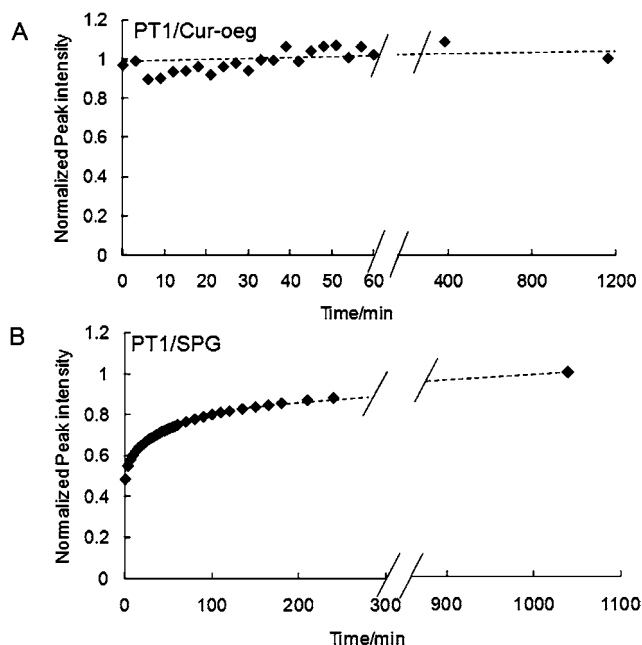 A
PT1/Cur-oeg
Normalized Peak intensity
1.2
1
0.8
0.6
0.4
0.2
0
0 10 20 30 40 50 60 400 800 1200
Time/min
B
PT1/SPG
Normalized Peak intensity
1.2
1
0.8
0.6
0.4
0.2
0
0 100 200 300 900 1000 1100
Time/min